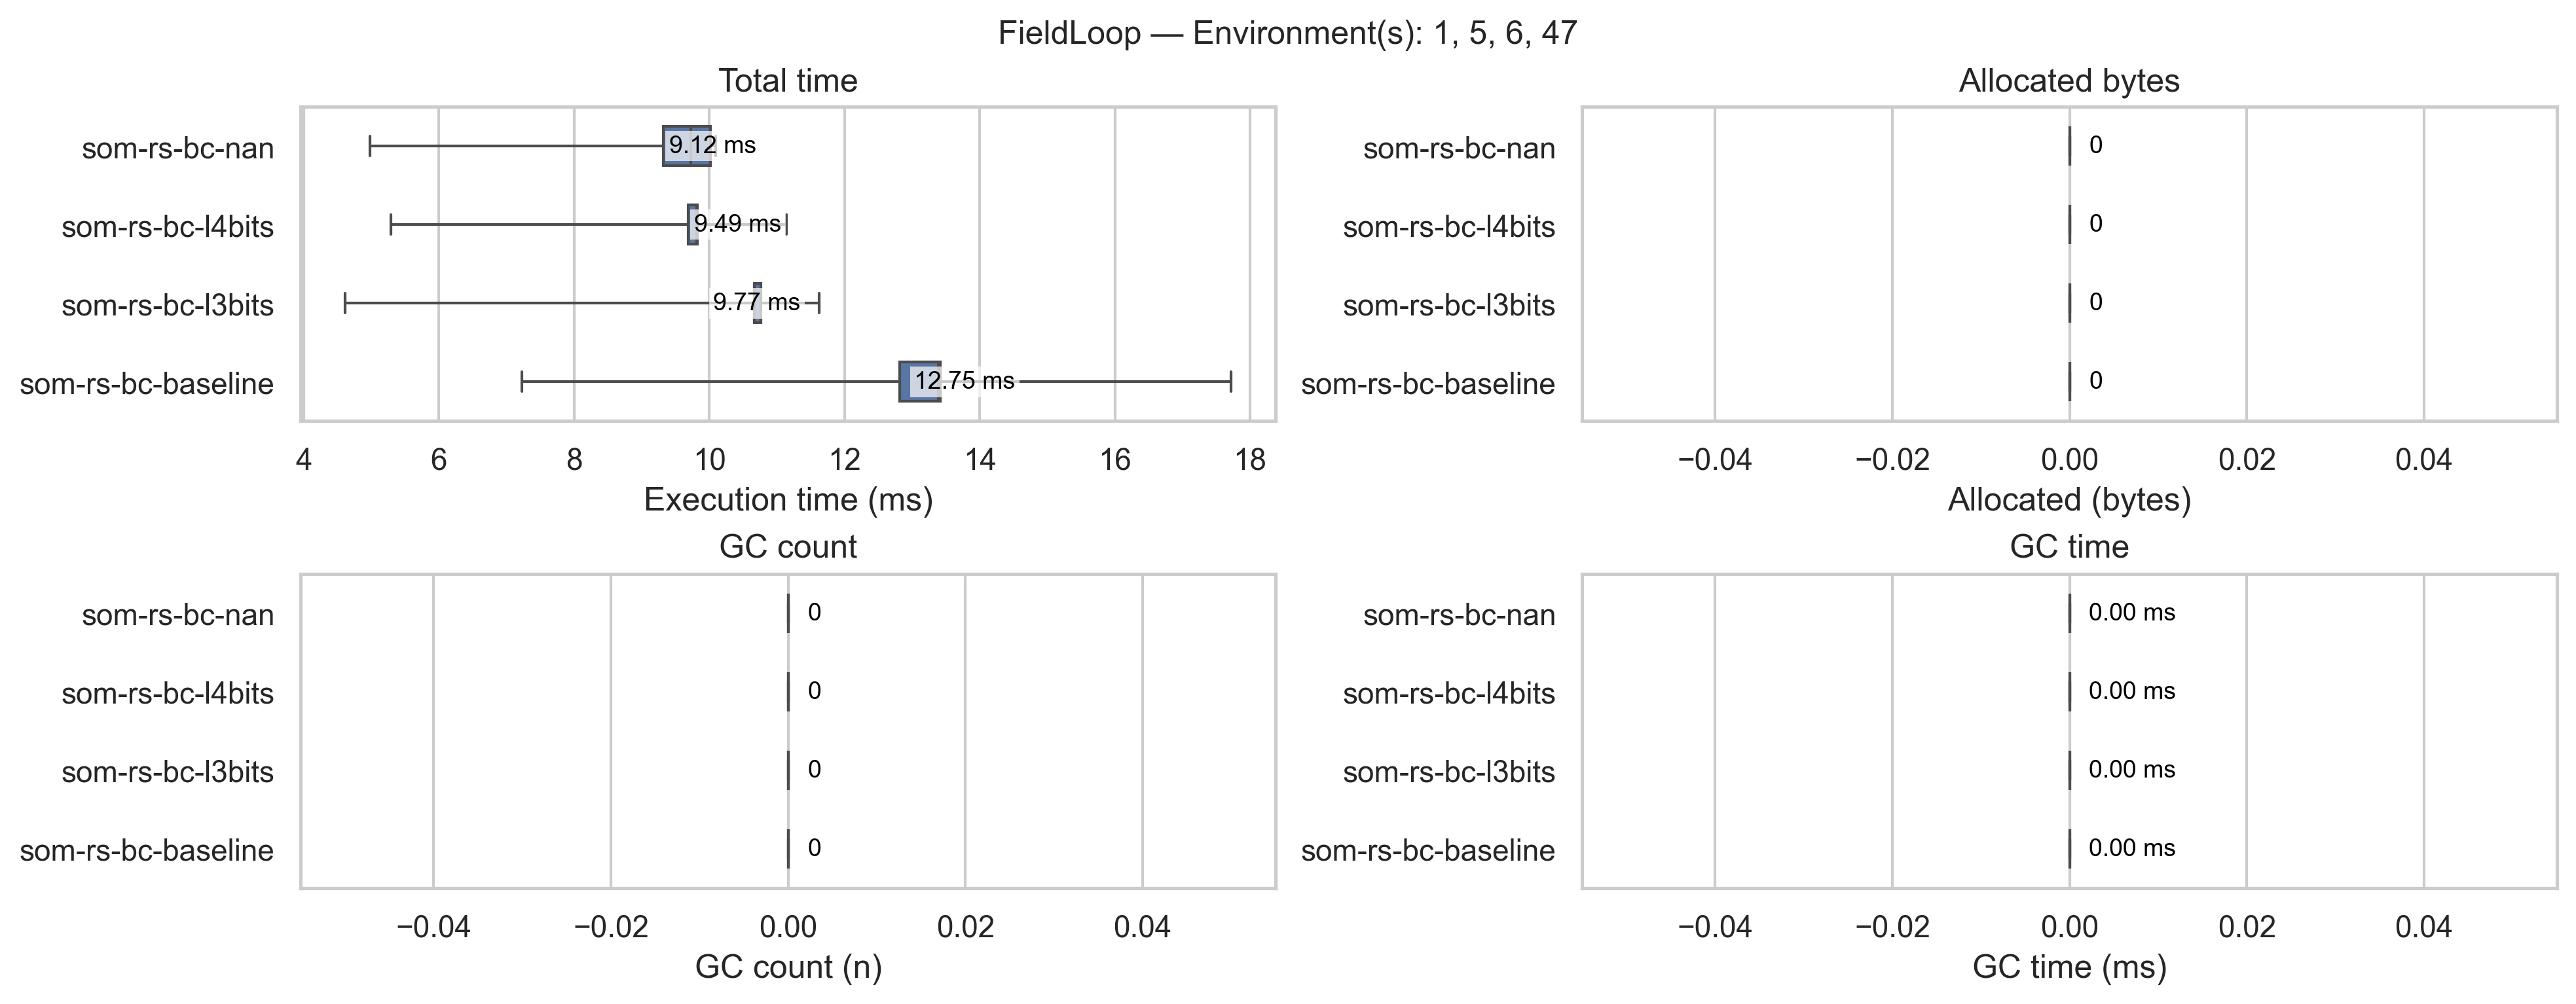 FieldLoop — Environment(s): 1, 5, 6, 47
Total time
som-rs-bc-nan
9.12 ms
som-rs-bc-l4bits
9.49 ms
som-rs-bc-l3bits
9.77 ms
som-rs-bc-baseline
12.75 ms
4 6 8 10 12 14 16 18
Execution time (ms)
Allocated bytes
som-rs-bc-nan
0
som-rs-bc-l4bits
0
som-rs-bc-l3bits
0
som-rs-bc-baseline
0
−0.04 −0.02 0.00 0.02 0.04
Allocated (bytes)
GC count
som-rs-bc-nan
0
som-rs-bc-l4bits
0
som-rs-bc-l3bits
0
som-rs-bc-baseline
0
−0.04 −0.02 0.00 0.02 0.04
GC count (n)
GC time
som-rs-bc-nan
0.00 ms
som-rs-bc-l4bits
0.00 ms
som-rs-bc-l3bits
0.00 ms
som-rs-bc-baseline
0.00 ms
−0.04 −0.02 0.00 0.02 0.04
GC time (ms)